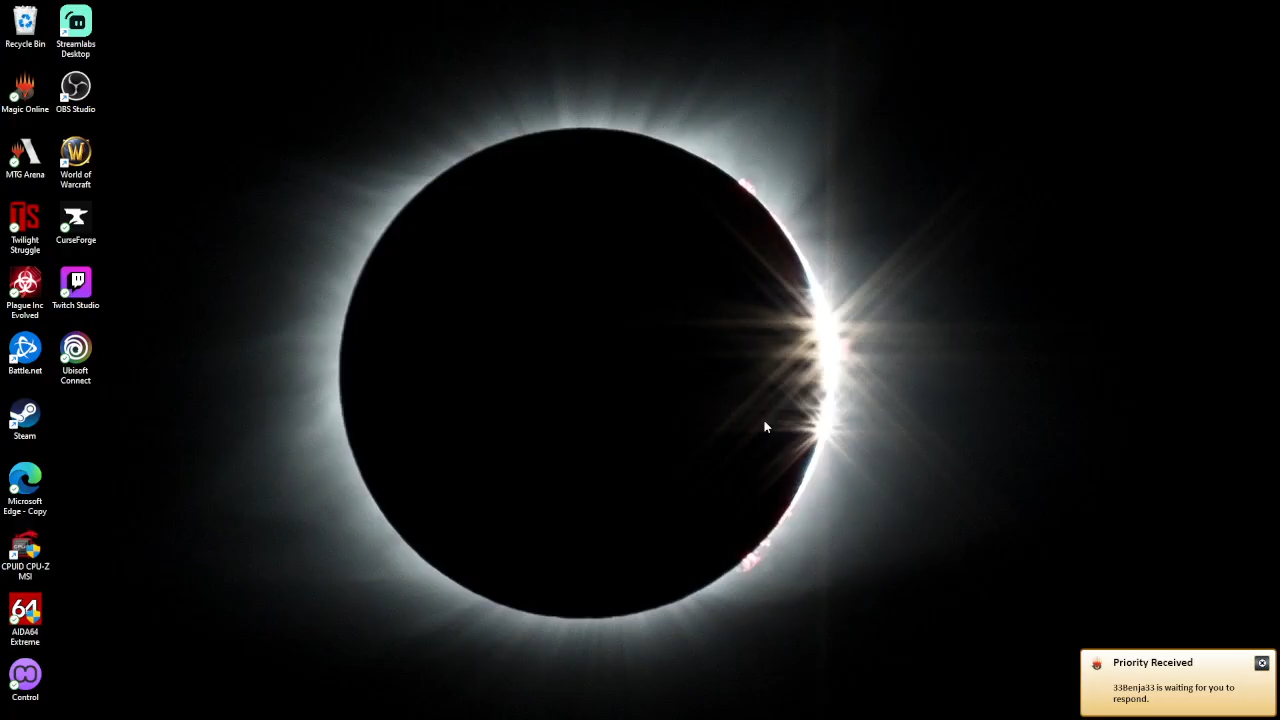 Recycle Bin
Streamlabs
Desktop
Magic Online
OBS Studio
MTG Arena
World of
Warcraft
Twilight
Struggle
CurseForge
Plague Inc
Evolved
Twitch Studio
Battle.net
Ubisoft
Connect
Steam
Microsoft
Edge - Copy
CPUID CPU-Z
MSI
64
AIDA64
Extreme
Control
Priority Received
33Benja33 is waiting for you to
respond.